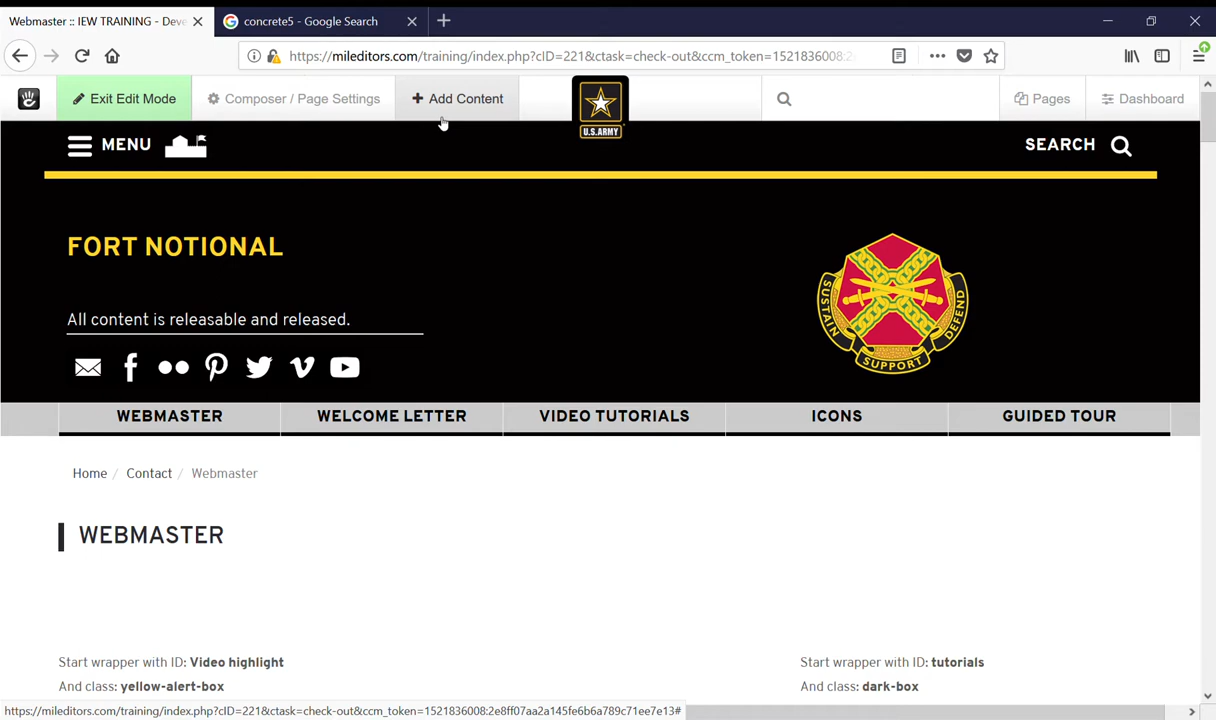 Webmaster :: IEW TRAINING - Deve
concrete5 - Google Search
https://mileditors.com/training/index.php?cID=221&ctask=check-out&ccm_token=1521836008:2
Exit Edit Mode
Composer / Page Settings
Add Content
Pages
Dashboard
U.S.ARMY
MENU
SEARCH
FORT NOTIONAL
All content is releasable and released.
SUSTAIN
SUPPORT
DEFEND
WEBMASTER
WELCOME LETTER
VIDEO TUTORIALS
ICONS
GUIDED TOUR
Home / Contact / Webmaster
WEBMASTER
Start wrapper with ID: Video highlight
And class: yellow-alert-box
Start wrapper with ID: tutorials
And class: dark-box
https://mileditors.com/training/index.php?cID=221&ctask=check-out&ccm_token=1521836008:2e8ff07aa2a145fe6b6a789c71ee7e13#